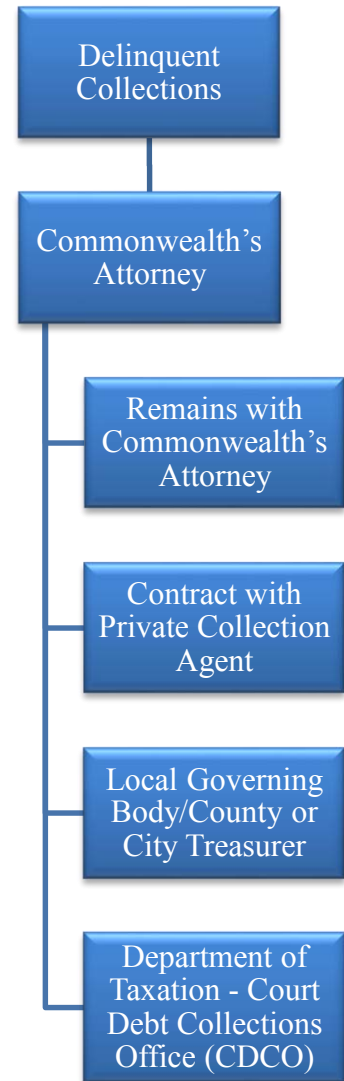 Delinquent
Collections
Commonwealth’s
Attorney
Remains with
Commonwealth’s
Attorney
Contract with
Private Collection
Agent
Local Governing
Body/County or
City Treasurer
Department of
Taxation - Court
Debt Collections
Office (CDCO)